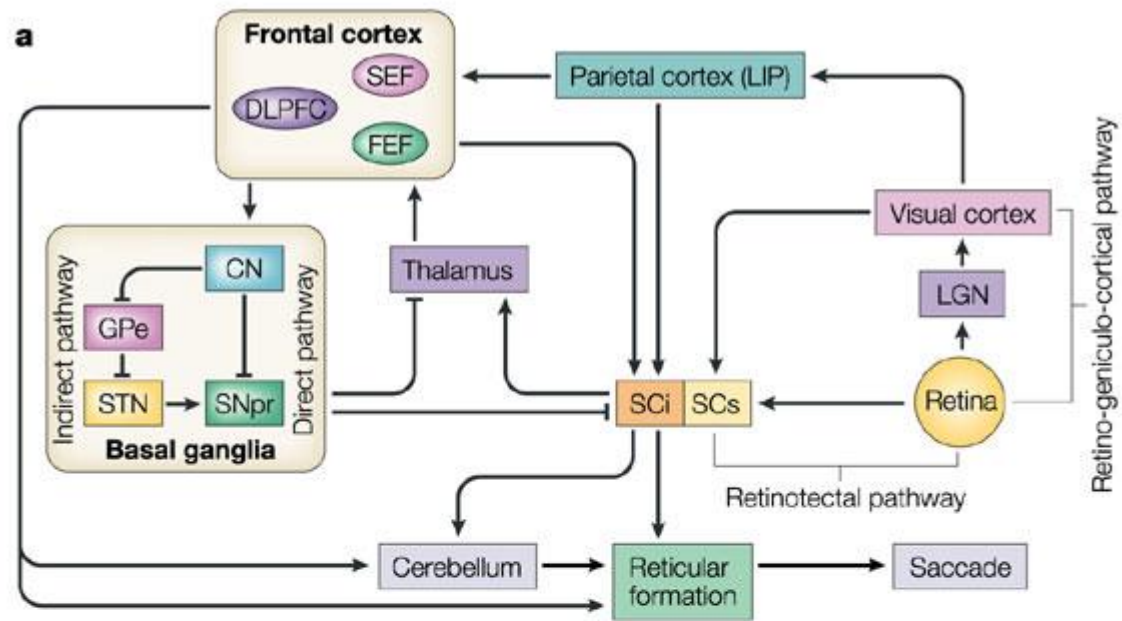 a
Frontal cortex
SEF
DLPFC
FEF
Parietal cortex (LIP)
Visual cortex
LGN
Retina
Retino-geniculo-cortical pathway
Thalamus
Indirect pathway
CN
GPe
STN
SNpr
Direct pathway
Basal ganglia
SCi
SCs
Retinotectal pathway
Cerebellum
Reticular
formation
Saccade